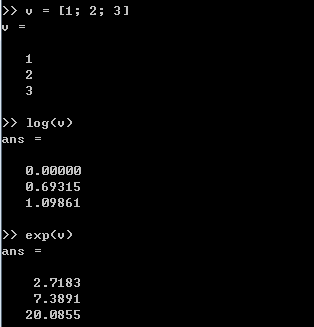 >> v = [1; 2; 3]
v =
1
2
3
>> log(v)
ans =
0.00000
0.69315
1.09861
>> exp(v)
ans =
2.7183
7.3891
20.0855